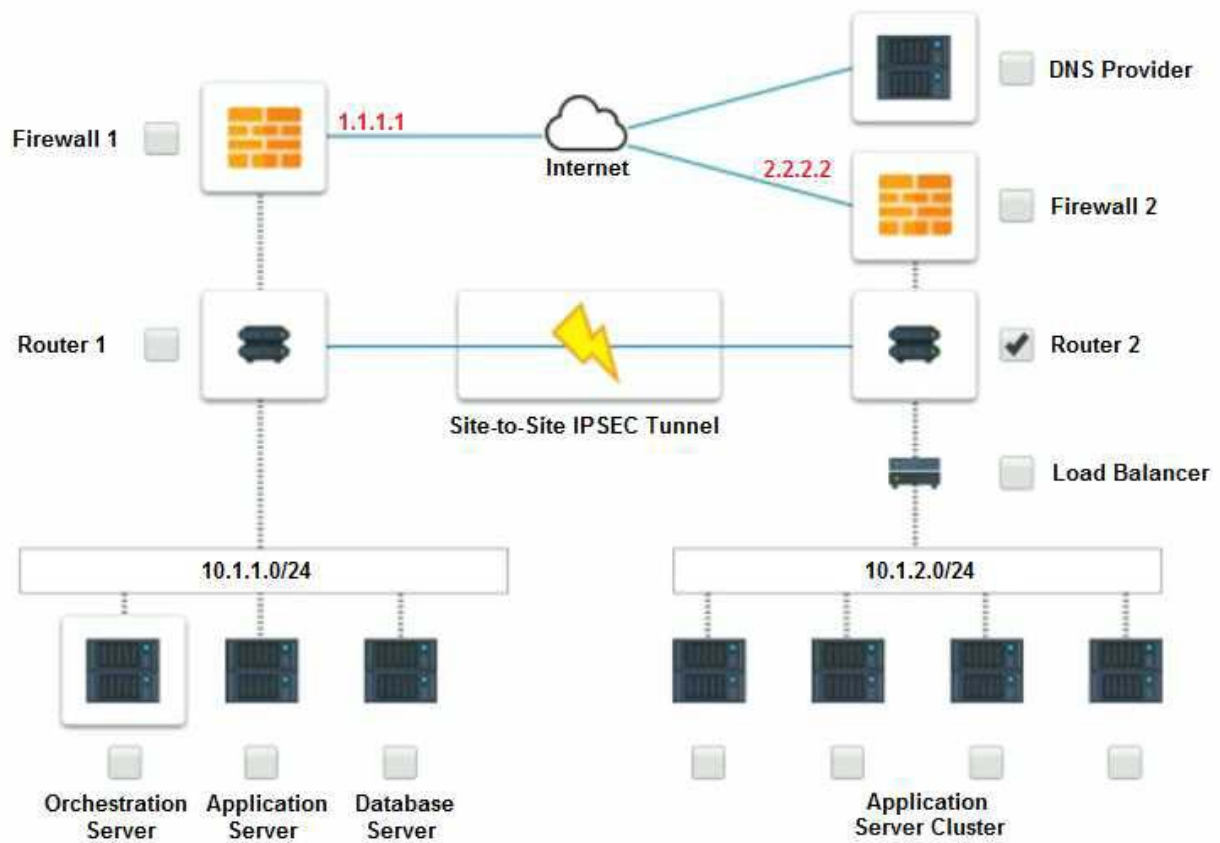 DNS Provider
Firewall 1
1.1.1.1
Internet
2.2.2.2
Firewall 2
Router 1
Router 2
Site-to-Site IPSEC Tunnel
Load Balancer
10.1.1.0/24
10.1.2.0/24
Orchestration
Server
Application
Server
Database
Server
Application
Server Cluster